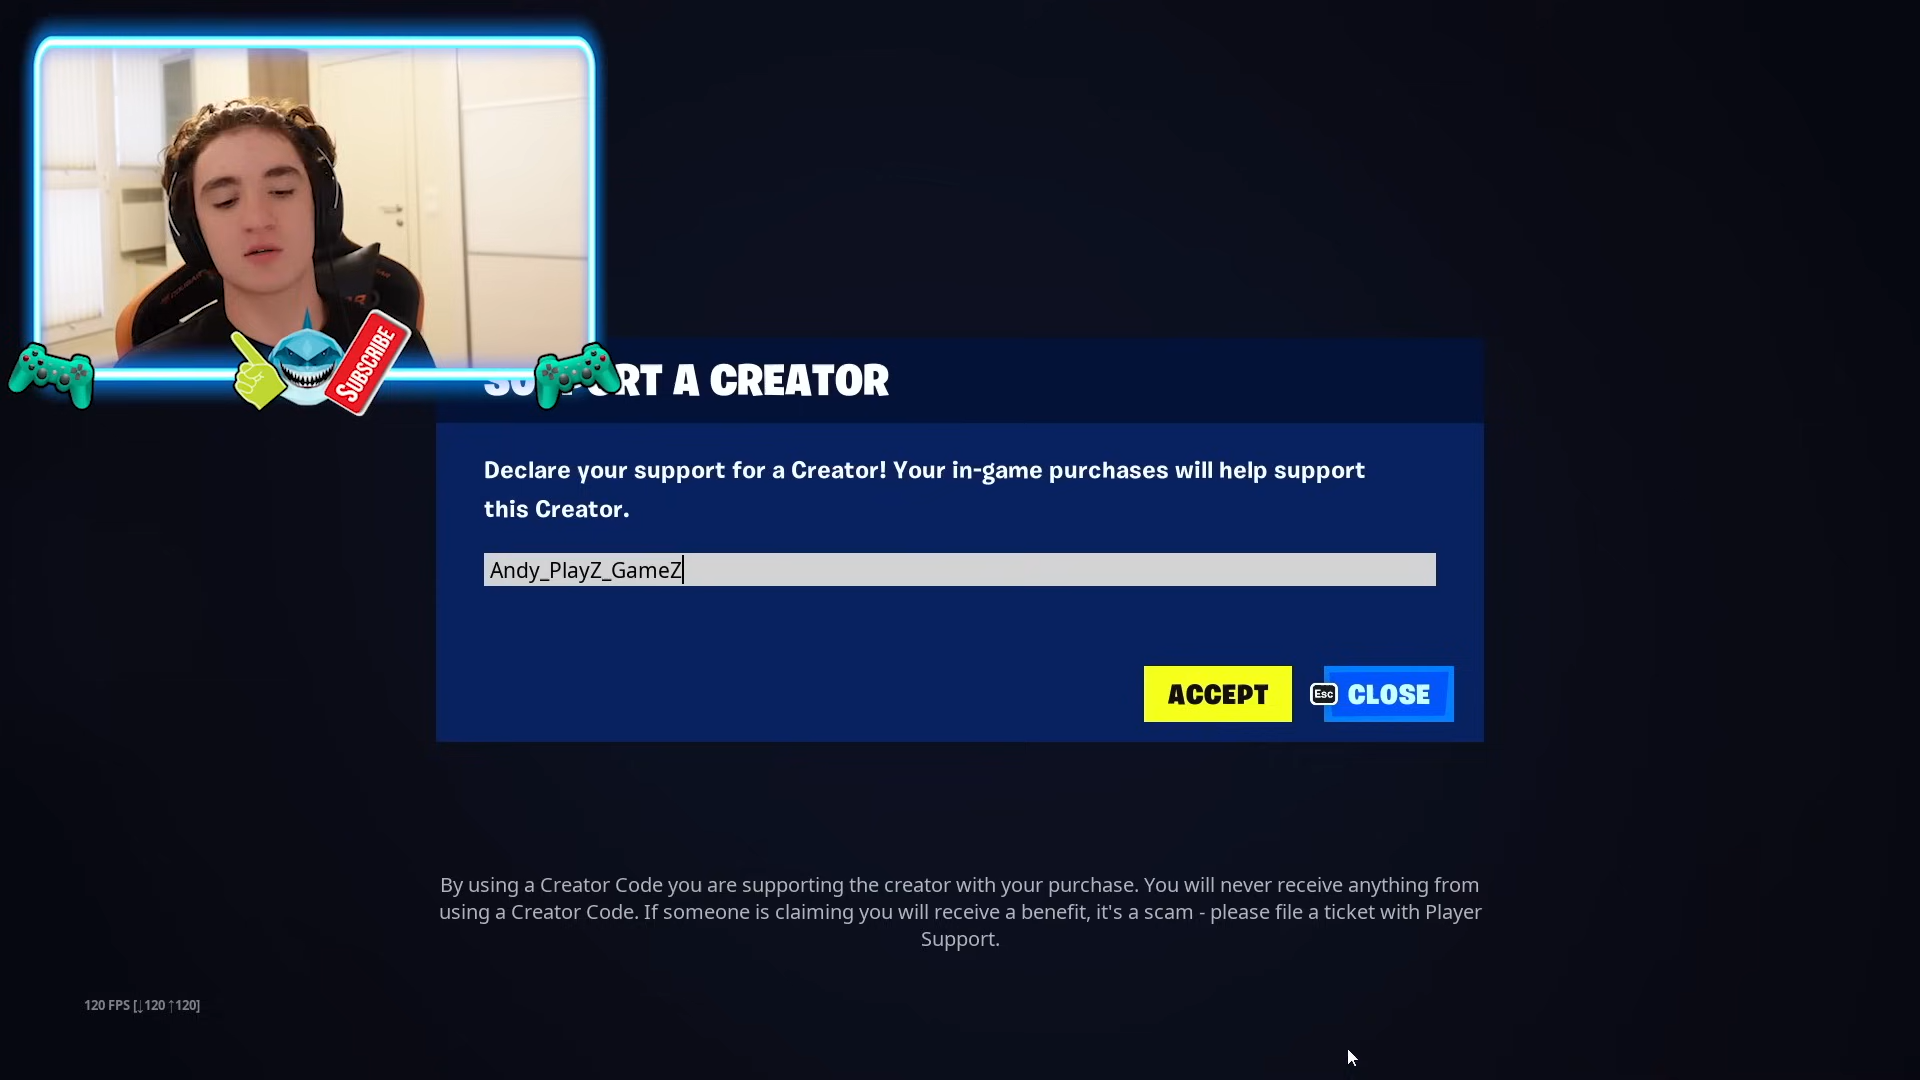 SUBSCRIBE
SUPPORT A CREATOR
Declare your support for a Creator! Your in-game purchases will help support
this Creator.
Andy_PlayZ_GameZ
ACCEPT
Esc CLOSE
By using a Creator Code you are supporting the creator with your purchase. You will never receive anything from
using a Creator Code. If someone is claiming you will receive a benefit, it's a scam - please file a ticket with Player
Support.
120 FPS [↓120 ↑120]